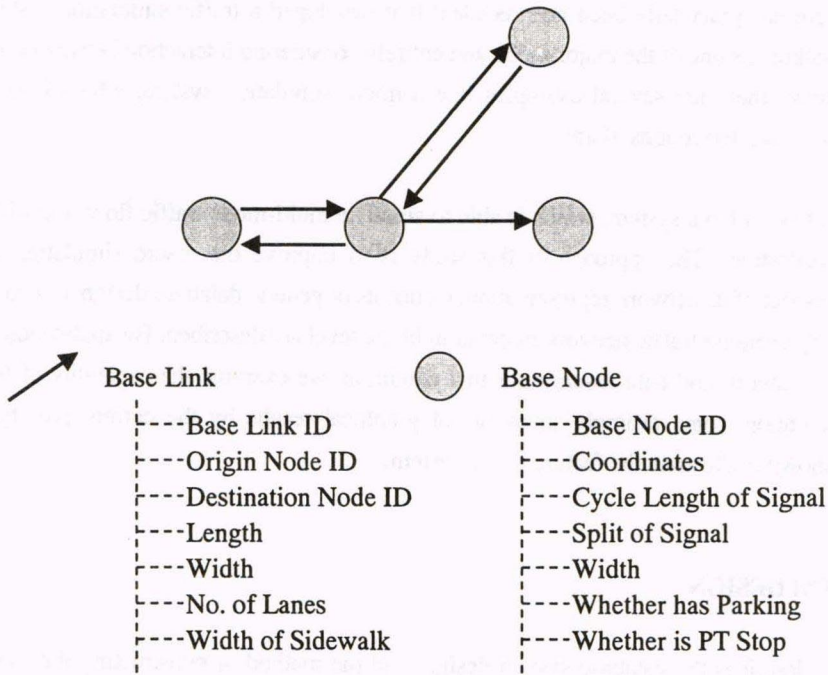 Base Link
Base Link ID
Origin Node ID
Destination Node ID
Length
Width
No. of Lanes
Width of Sidewalk
Base Node
Base Node ID
Coordinates
Cycle Length of Signal
Split of Signal
Width
Whether has Parking
Whether is PT Stop